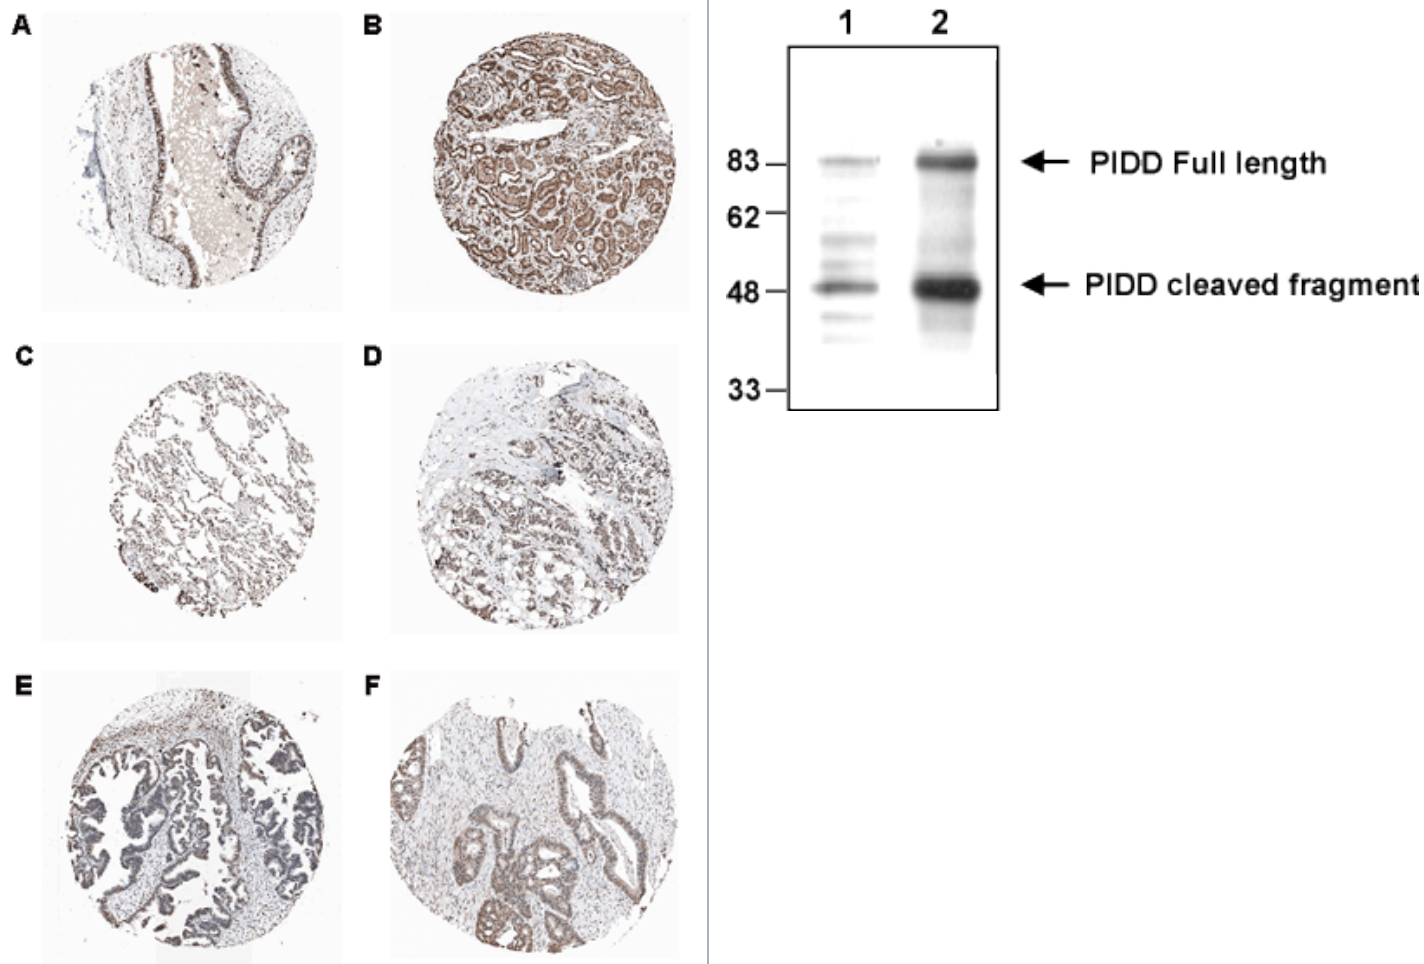 A
B
C
D
E
F
1 2
83
PIDD Full length
62
48
PIDD cleaved fragment
33